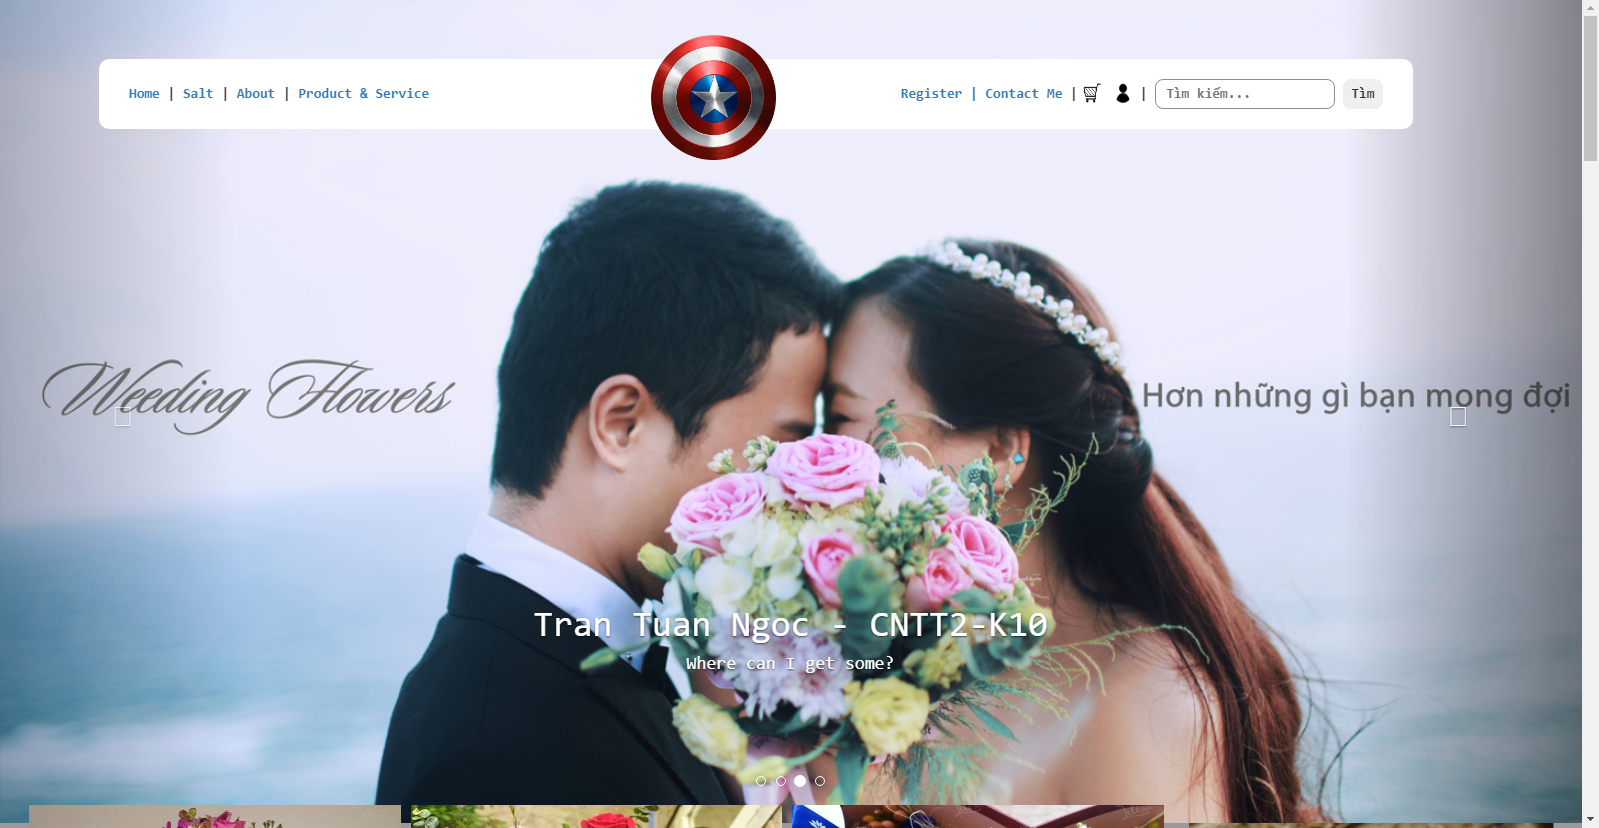 Home | Salt | About | Product & Service
Register | Contact Me | | Tìm kiếm... Tìm
Weeding Flowers
Hơn những gì bạn mong đợi
Tran Tuan Ngoc - CNTT2-K10
Where can I get some?